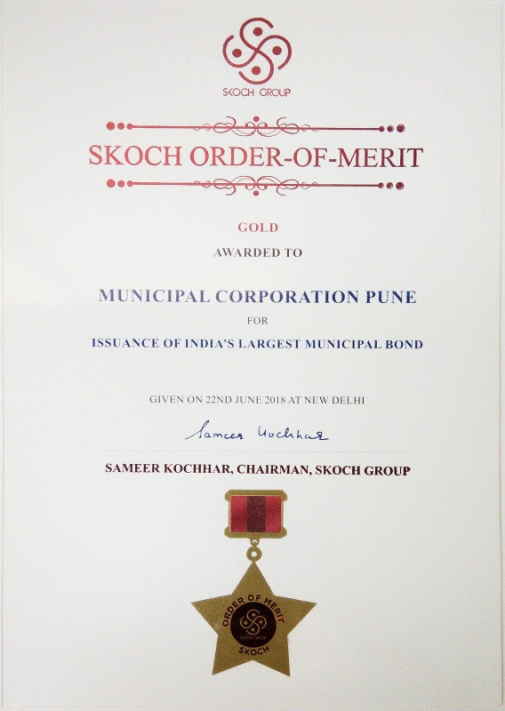 SKOCH GROUP
SKOCH ORDER-OF-MERIT
GOLD
AWARDED TO
MUNICIPAL CORPORATION PUNE
FOR
ISSUANCE OF INDIA'S LARGEST MUNICIPAL BOND
GIVEN ON 22ND JUNE 2018 AT NEW DELHI
Sameer Kochhar
SAMEER KOCHHAR, CHAIRMAN, SKOCH GROUP
ORDER OF MERIT
SKOCH GROUP
SKOCH